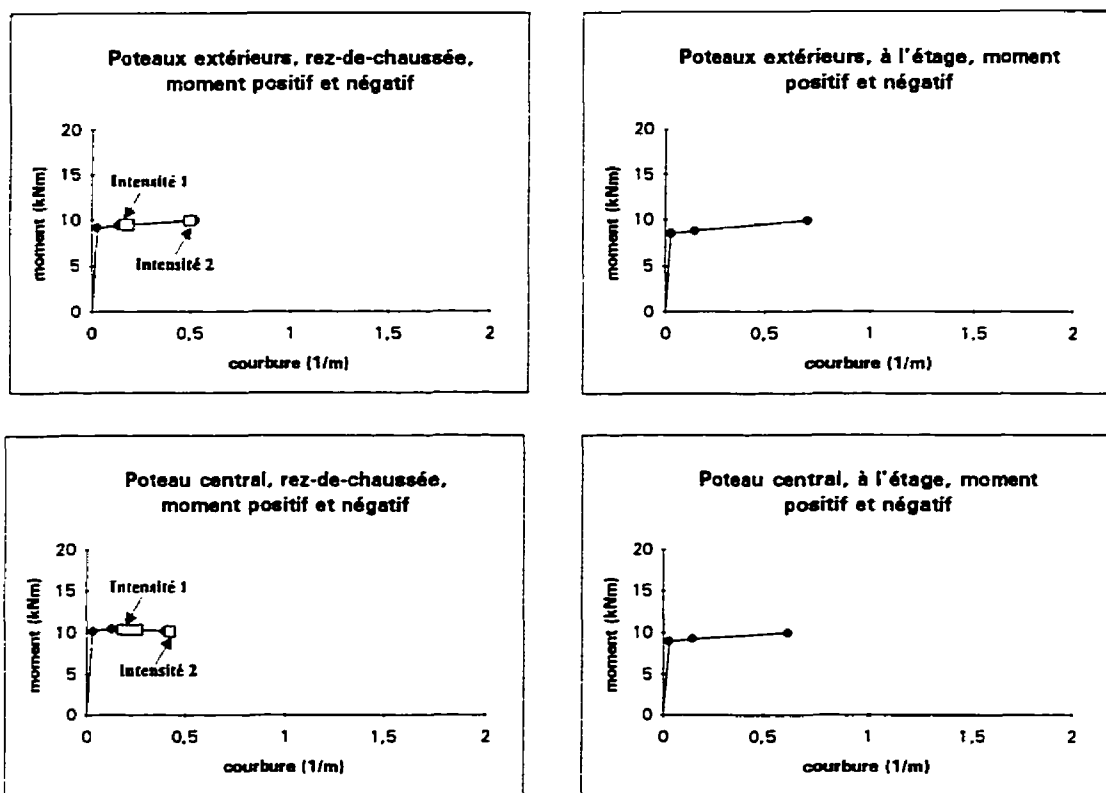 Poteaux extérieurs, rez-de-chaussée,
moment positif et négatif
20
15
10
5
0
moment (kNm)
Intensité 1
Intensité 2
0
0,5
1
1,5
2
courbure (1/m)
Poteaux extérieurs, à l'étage, moment
positif et négatif
20
15
10
5
0
moment (kNm)
0
0,5
1
1,5
2
courbure (1/m)
Poteau central, rez-de-chaussée,
moment positif et négatif
20
15
10
5
0
moment (kNm)
Intensité 1
Intensité 2
0
0,5
1
1,5
2
courbure (1/m)
Poteau central, à l'étage, moment
positif et négatif
20
15
10
5
0
moment (kNm)
0
0,5
1
1,5
2
courbure (1/m)